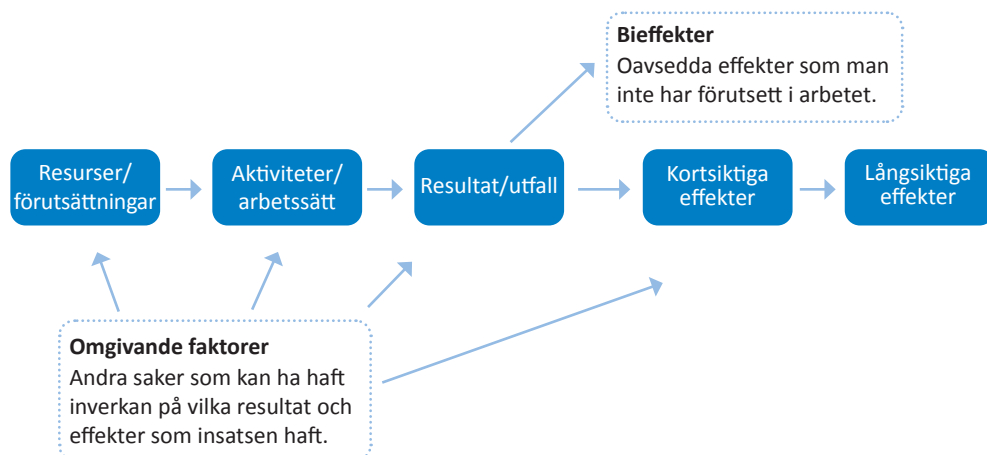 Bieffekter
Oavsedda effekter som man
inte har förutsett i arbetet.
Resurser/
förutsättningar
Aktiviteter/
arbetssätt
Resultat/utfall
Kortsiktiga
effekter
Långsiktiga
effekter
Omgivande faktorer
Andra saker som kan ha haft
inverkan på vilka resultat och
effekter som insatsen haft.